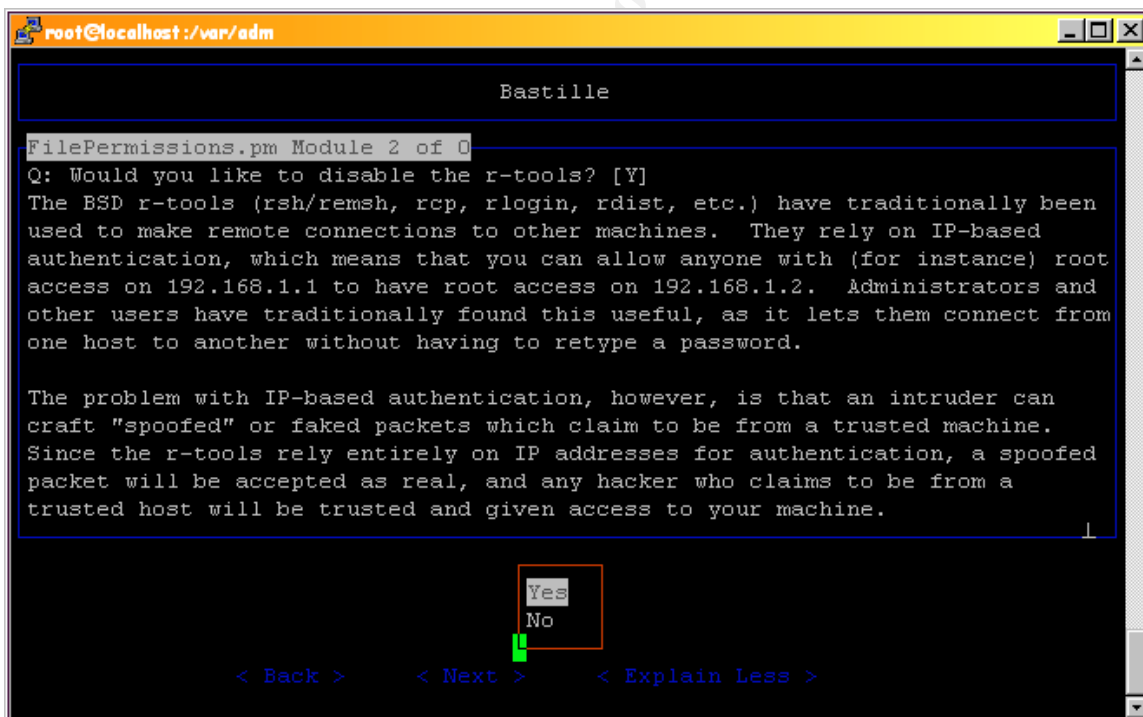 root@localhost:/var/adm
Bastille
FilePermissions.pm Module 2 of O
Q: Would you like to disable the r-tools? [Y]
The BSD r-tools (rsh/remsh, rcp, rlogin, rdist, etc.) have traditionally been
used to make remote connections to other machines.  They rely on IP-based
authentication, which means that you can allow anyone with (for instance) root
access on 192.168.1.1 to have root access on 192.168.1.2.  Administrators and
other users have traditionally found this useful, as it lets them connect from
one host to another without having to retype a password.
The problem with IP-based authentication, however, is that an intruder can
craft "spoofed" or faked packets which claim to be from a trusted machine.
Since the r-tools rely entirely on IP addresses for authentication, a spoofed
packet will be accepted as real, and any hacker who claims to be from a
trusted host will be trusted and given access to your machine.
Yes
No
< Back > < Next > < Explain Less >